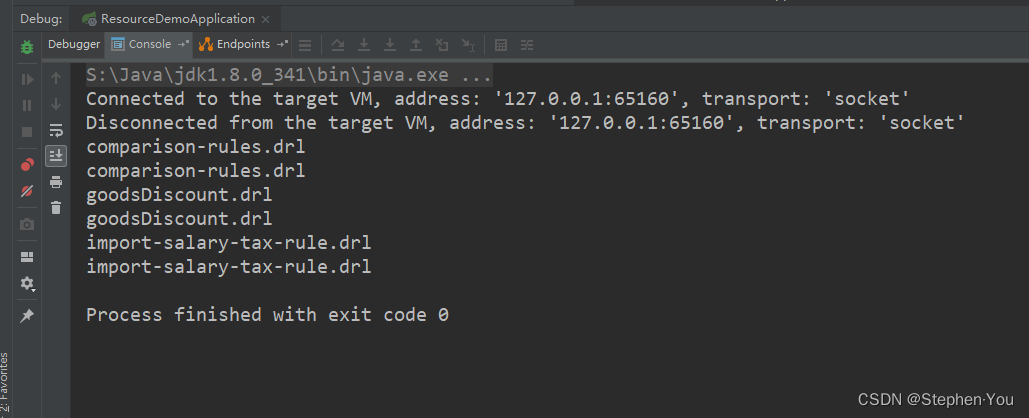 Debug: ResourceDemoApplication ×
Debugger Console Endpoints
S:\Java\jdk1.8.0_341\bin\java.exe ...
Connected to the target VM, address: '127.0.0.1:65160', transport: 'socket'
Disconnected from the target VM, address: '127.0.0.1:65160', transport: 'socket'
comparison-rules.drl
comparison-rules.drl
goodsDiscount.drl
goodsDiscount.drl
import-salary-tax-rule.drl
import-salary-tax-rule.drl
Process finished with exit code 0
2: Favorites
CSDN @Stephen·You